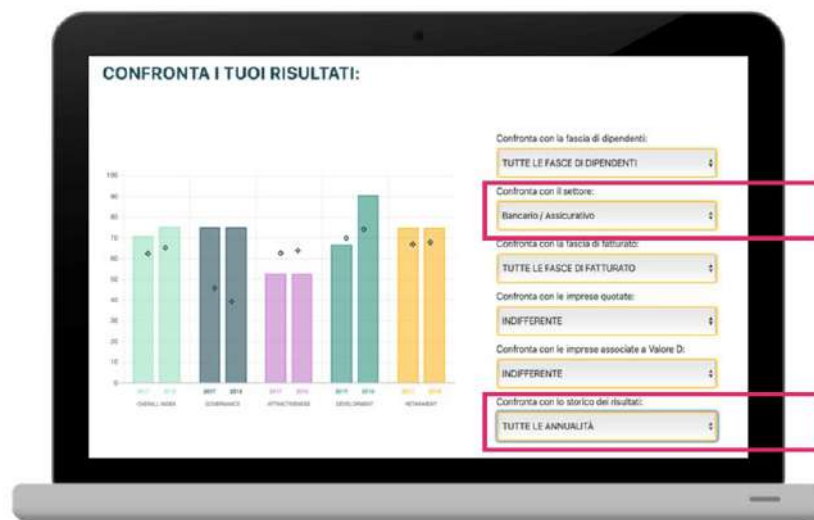 CONFRONTA I TUOI RISULTATI:
Confronta con la fascia di dipendenti:
TUTTE LE FASCE DI DIPENDENTI
Confronta con il settore:
Bancario / Assicurativo
Confronta con la fascia di fatturato:
TUTTE LE FASCE DI FATTURATO
Confronta con le imprese quotate:
INDIFFERENTE
Confronta con le imprese associate a Valore D:
INDIFFERENTE
Confronta con lo storico dei risultati:
TUTTE LE ANNUALITÀ
100
90
80
70
60
50
40
30
20
10
0
2017 2018 2017 2018 2017 2018 2017 2018 2017 2018
OVERALL INDEX GOVERNANCE ATTRACTIVENESS DEVELOPMENT RETAINMENT